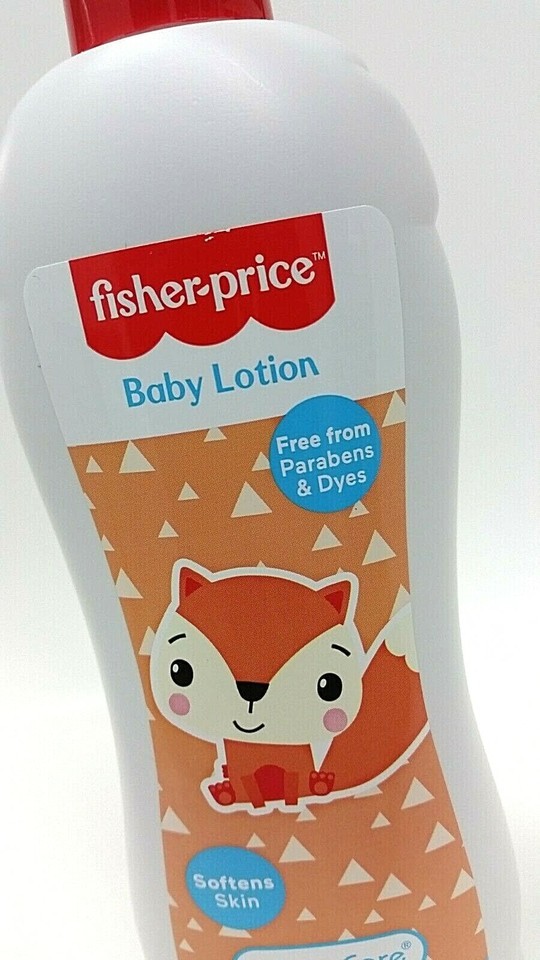 fisher-price™
Baby Lotion
Free from
Parabens
& Dyes
Softens
Skin